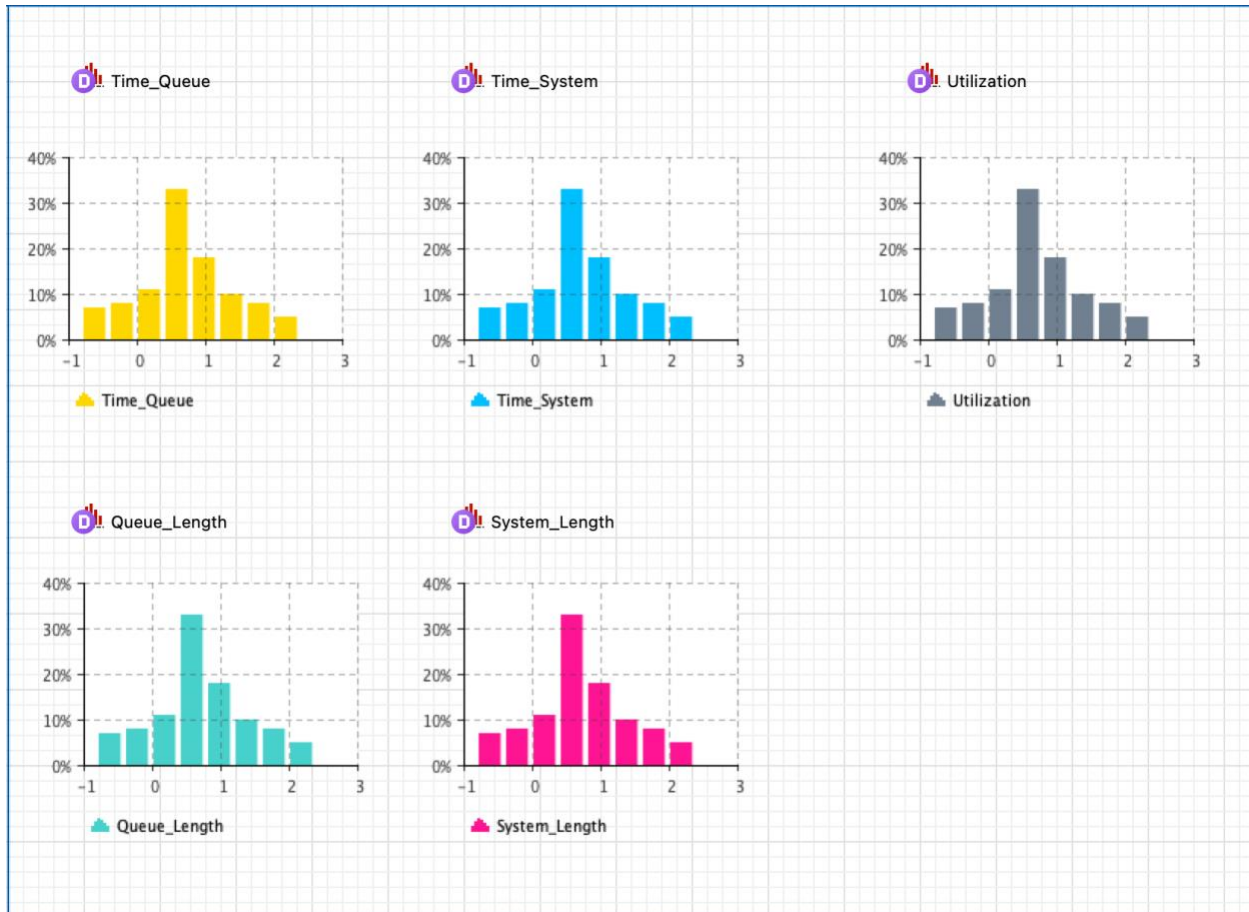 D Time_Queue
D Time_System
D Utilization
40%
30%
20%
10%
0%
-1 0 1 2 3
Time_Queue
40%
30%
20%
10%
0%
-1 0 1 2 3
Time_System
40%
30%
20%
10%
0%
-1 0 1 2 3
Utilization
D Queue_Length
D System_Length
40%
30%
20%
10%
0%
-1 0 1 2 3
Queue_Length
40%
30%
20%
10%
0%
-1 0 1 2 3
System_Length